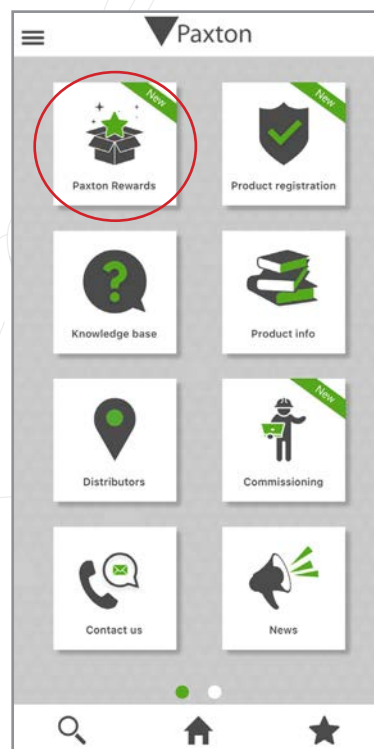 Paxton
New
New
Paxton Rewards
Product registration
?
Knowledge base
Product info
New
Distributors
Commissioning
Contact us
News